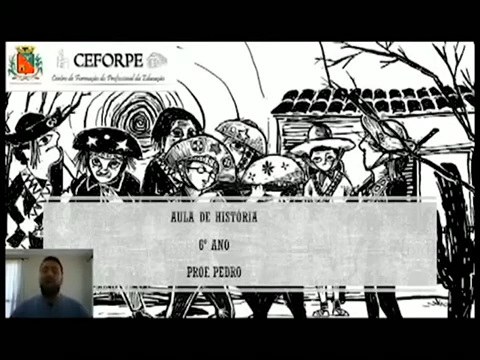 CEFORPE
Centro de Formação do Profissional da Educação
AULA DE HISTÓRIA
6º ANO
PROF. PEDRO